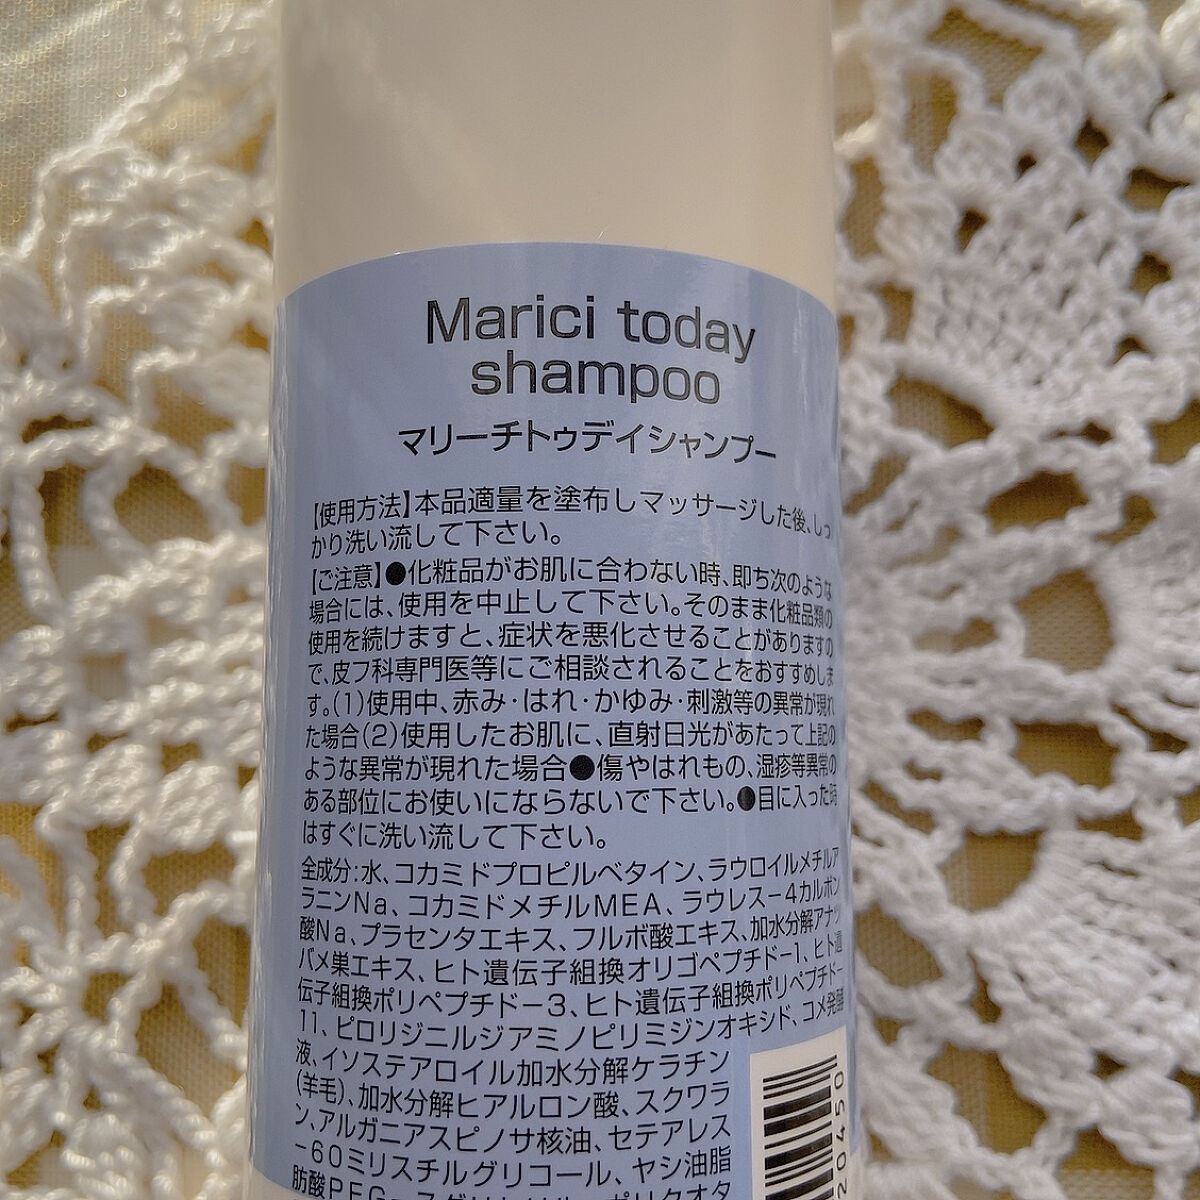 Marici today
shampoo
マリーチトゥデイシャンプー
【使用方法】本品適量を塗布しマッサージした後、しっ
かり洗い流して下さい。
【ご注意】●化粧品がお肌に合わない時、即ち次のような
場合には、使用を中止して下さい。そのまま化粧品類の
使用を続けますと、症状を悪化させることがありますの
で、皮フ科専門医等にご相談されることをおすすめしま
す。(1)使用中、赤み・はれ・かゆみ・刺激等の異常が現れ
た場合(2)使用したお肌に、直射日光があたって上記の
ような異常が現れた場合●傷やはれもの、湿疹等異常の
ある部位にお使いにならないで下さい。●目に入った時
はすぐに洗い流して下さい。
全成分:水、コカミドプロピルベタイン、ラウロイルメチルア
ラニンNa、コカミドメチルMEA、ラウレス−4カルボン
酸Na、プラセンタエキス、フルボ酸エキス、加水分解アナツ
バメ巣エキス、ヒト遺伝子組換オリゴペプチド−1、ヒト遺
伝子組換ポリペプチド−3、ヒト遺伝子組換ポリペプチド−
11、ピロリジニルジアミノピリミジンオキシド、コメ発酵
液、イソステアロイル加水分解ケラチン
(羊毛)、加水分解ヒアルロン酸、スクワラ
ン、アルガニアスピノサ核油、セテアレス
−60ミリスチルグリコール、ヤシ油脂
肪酸PEG−7グリセリル、ポリクオタ
20450